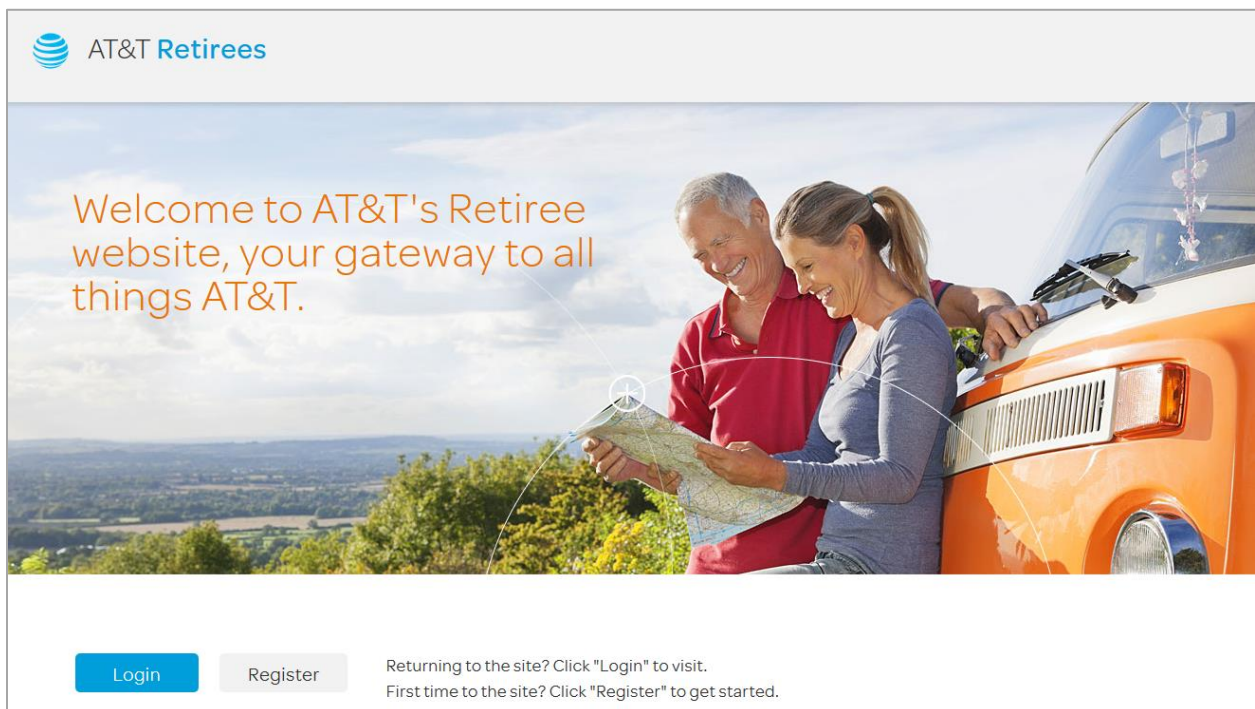 AT&T Retirees
Welcome to AT&T's Retiree
website, your gateway to all
things AT&T.
Login
Register
Returning to the site? Click "Login" to visit.
First time to the site? Click "Register" to get started.